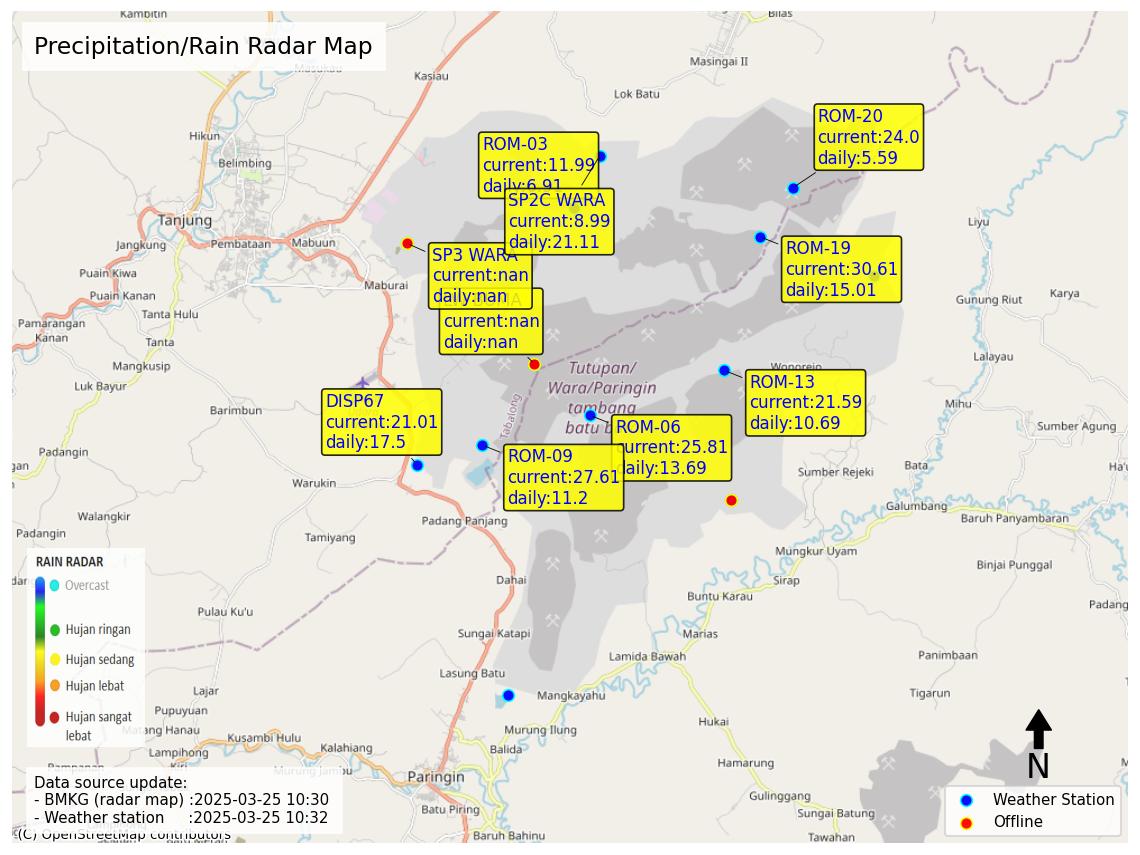 Precipitation/Rain Radar Map
Kambitin
Bilas
Masukau
Kasiau
Masingai II
Lok Batu
Hikun
Belimbing
Tanjung
Jangkung
Pembataan
Mabuun
Maburai
Puain Kiwa
Puain Kanan
Tanta Hulu
Pamarangan
Kanan
Tanta
Mangkusip
Luk Bayur
Barimbun
Padangin
Warukin
Walangkir
Padangin
Tamiyang
Padang Panjang
Dahai
Pulau Ku'u
Sungai Katapi
Lasung Batu
Lajar
Pupuyuan
Matang Hanau
Lampihong
Kusambi Hulu
Kalahiang
Murung Jambu
Paringin
Batu Piring
Baruh Bahinu
Balida
Murung Ilung
Mangkayahu
Lamida Bawah
Marias
Buntu Karau
Sirap
Mungkur Uyam
Hukai
Hamarung
Gulinggang
Sungai Batung
Tawahan
Tigarun
Panimbaan
Binjai Punggal
Baruh Panyambaran
Galumbang
Bata
Sumber Rejeki
Sumber Agung
Mihu
Lalayau
Karya
Gunung Riut
Liyu
Wonorejo
Tabalong
Tutupan/
Wara/Paringin
tambang
batu b
ROM-03
current:11.99
daily:6.91
SP2C WARA
current:8.99
daily:21.11
SP3 WARA
current:nan
daily:nan
current:nan
daily:nan
ROM-20
current:24.0
daily:5.59
ROM-19
current:30.61
daily:15.01
ROM-13
current:21.59
daily:10.69
ROM-06
current:25.81
daily:13.69
ROM-09
current:27.61
daily:11.2
DISP67
current:21.01
daily:17.5
RAIN RADAR
Overcast
Hujan ringan
Hujan sedang
Hujan lebat
Hujan sangat
lebat
Data source update:
- BMKG (radar map) :2025-03-25 10:30
- Weather station :2025-03-25 10:32
(C) OpenStreetMap contributors
N
Weather Station
Offline